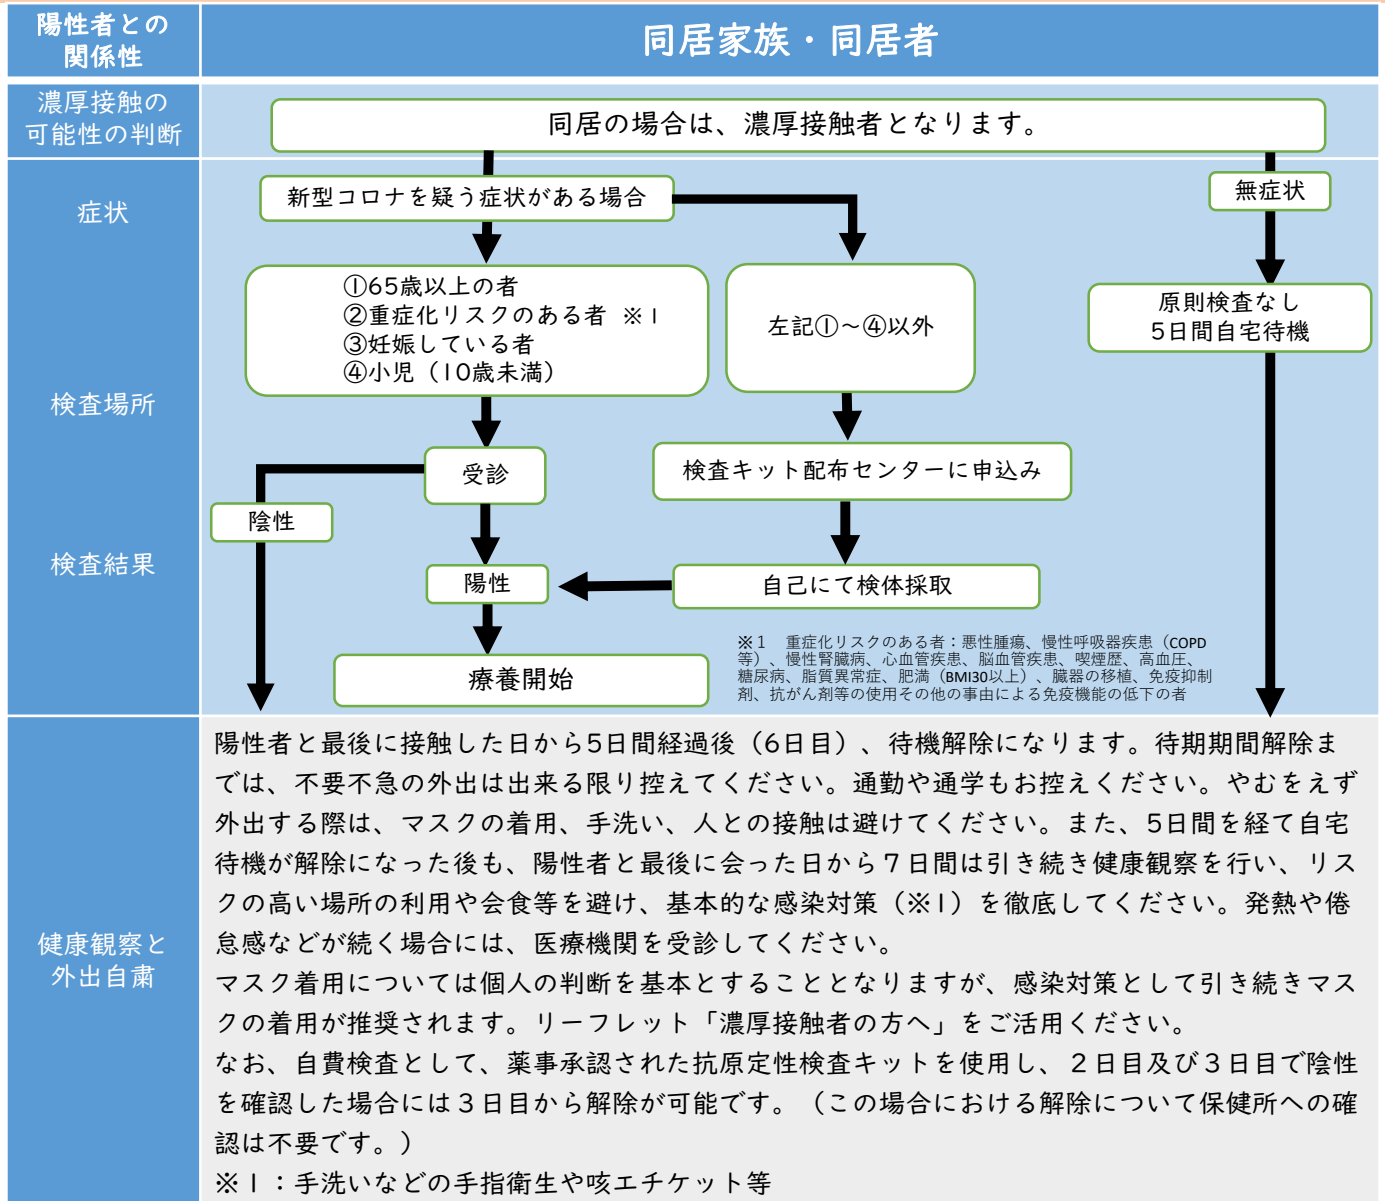 陽性者との
関係性
同居家族・同居者
濃厚接触の
可能性の判断
同居の場合は、濃厚接触者となります。
症状
新型コロナを疑う症状がある場合
無症状
検査場所
①65歳以上の者
②重症化リスクのある者 ※1
③妊娠している者
④小児（10歳未満）
左記①～④以外
原則検査なし
5日間自宅待機
受診
検査キット配布センターに申込み
陰性
検査結果
陽性
自己にて検体採取
療養開始
※１　重症化リスクのある者：悪性腫瘍、慢性呼吸器疾患（COPD
等）、慢性腎臓病、心血管疾患、脳血管疾患、喫煙歴、高血圧、
糖尿病、脂質異常症、肥満（BMI30以上）、臓器の移植、免疫抑制
剤、抗がん剤等の使用その他の事由による免疫機能の低下の者
健康観察と
外出自粛
陽性者と最後に接触した日から5日間経過後（6日目）、待機解除になります。待期期間解除ま
では、不要不急の外出は出来る限り控えてください。通勤や通学もお控えください。やむをえず
外出する際は、マスクの着用、手洗い、人との接触は避けてください。また、5日間を経て自宅
待機が解除になった後も、陽性者と最後に会った日から７日間は引き続き健康観察を行い、リス
クの高い場所の利用や会食等を避け、基本的な感染対策（※1）を徹底してください。発熱や倦
怠感などが続く場合には、医療機関を受診してください。
マスク着用については個人の判断を基本とすることとなりますが、感染対策として引き続きマス
クの着用が推奨されます。リーフレット「濃厚接触者の方へ」をご活用ください。
なお、自費検査として、薬事承認された抗原定性検査キットを使用し、２日目及び３日目で陰性
を確認した場合には３日目から解除が可能です。（この場合における解除について保健所への確
認は不要です。）
※1：手洗いなどの手指衛生や咳エチケット等